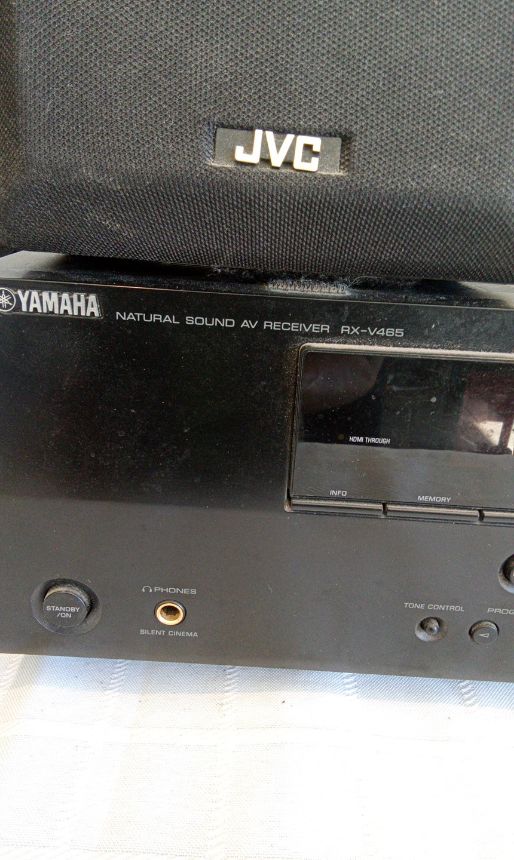 JVC
YAMAHA
NATURAL SOUND AV RECEIVER RX-V465
HDMI THROUGH
INFO
MEMORY
STANDBY
/ON
PHONES
SILENT CINEMA
TONE CONTROL